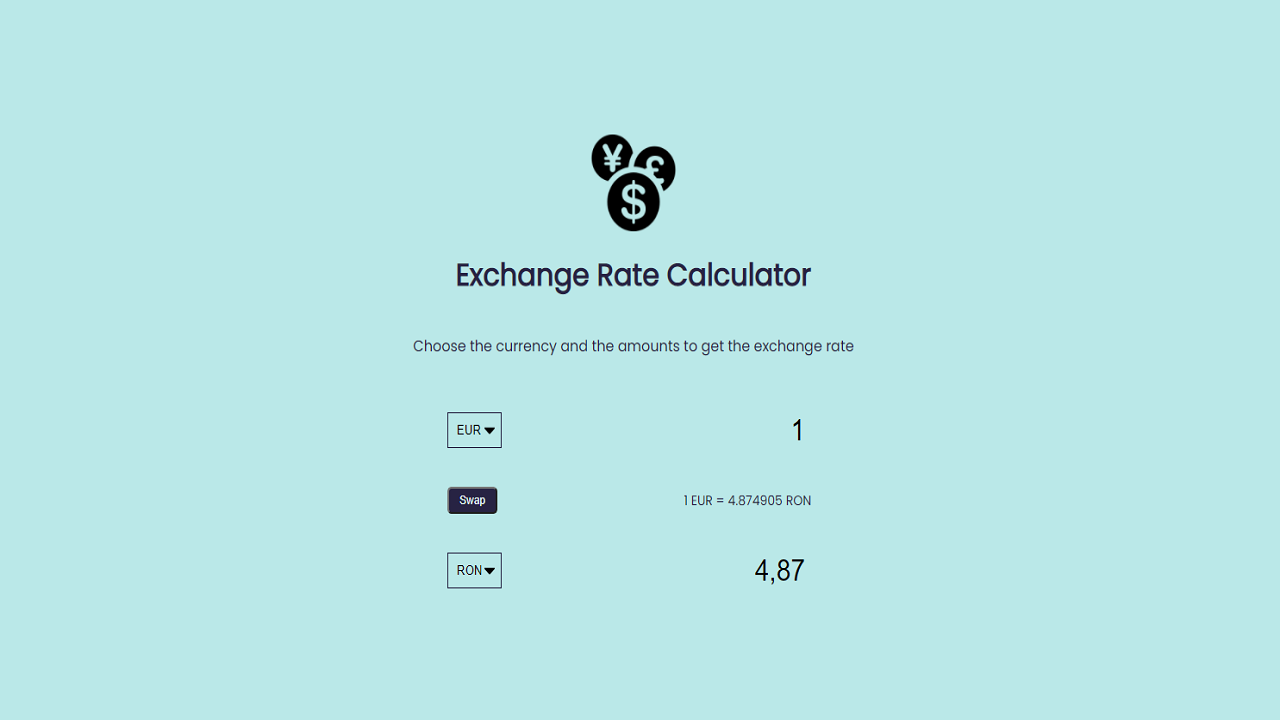 ¥ £
$
Exchange Rate Calculator
Choose the currency and the amounts to get the exchange rate
EUR 1
Swap 1 EUR = 4.874905 RON
RON 4,87